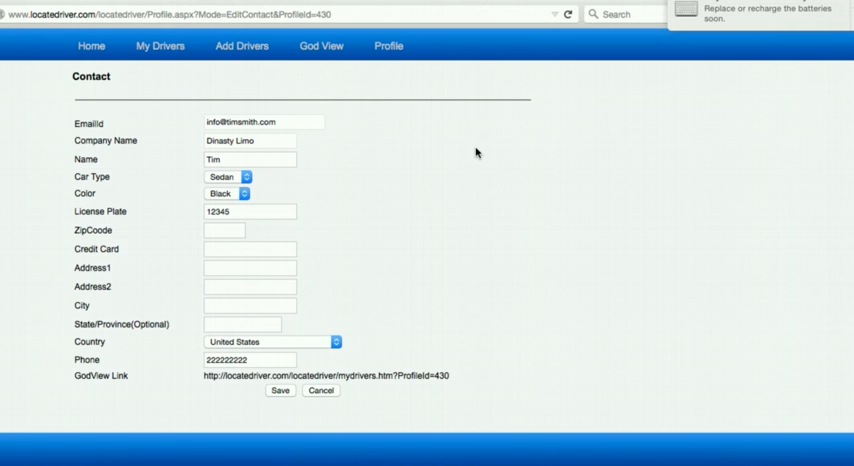 www.locatedriver.com/locatedriver/Profile.aspx?Mode=EditContact&ProfileId=430
Search
Replace or recharge the batteries
soon.
Home My Drivers Add Drivers God View Profile
Contact
EmailId info@timsmith.com
Company Name Dinasty Limo
Name Tim
Car Type Sedan
Color Black
License Plate 12345
ZipCoode
Credit Card
Address1
Address2
City
State/Province(Optional)
Country United States
Phone 222222222
GodView Link http://locatedriver.com/locatedriver/mydrivers.htm?ProfileId=430
Save Cancel